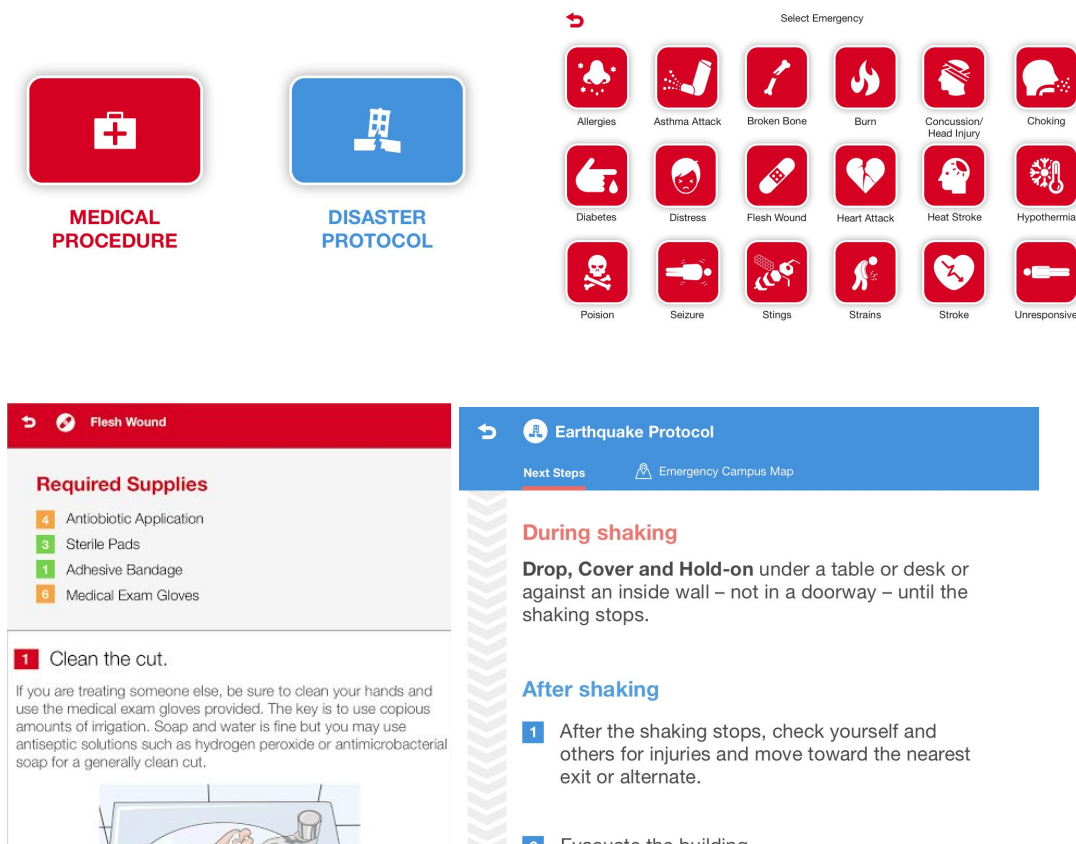 MEDICAL
PROCEDURE
DISASTER
PROTOCOL
Select Emergency
Allergies
Asthma Attack
Broken Bone
Burn
Concussion/
Head Injury
Choking
Diabetes
Distress
Flesh Wound
Heart Attack
Heat Stroke
Hypothermia
Poision
Seizure
Stings
Strains
Stroke
Unresponsive
Flesh Wound
Required Supplies
4 Antiobiotic Application
3 Sterile Pads
1 Adhesive Bandage
6 Medical Exam Gloves
1 Clean the cut.
If you are treating someone else, be sure to clean your hands and
use the medical exam gloves provided. The key is to use copious
amounts of irrigation. Soap and water is fine but you may use
antiseptic solutions such as hydrogen peroxide or antimicrobacterial
soap for a generally clean cut.
Earthquake Protocol
Next Steps
Emergency Campus Map
During shaking
Drop, Cover and Hold-on under a table or desk or
against an inside wall – not in a doorway – until the
shaking stops.
After shaking
1 After the shaking stops, check yourself and
others for injuries and move toward the nearest
exit or alternate.
2 Evacuate the building